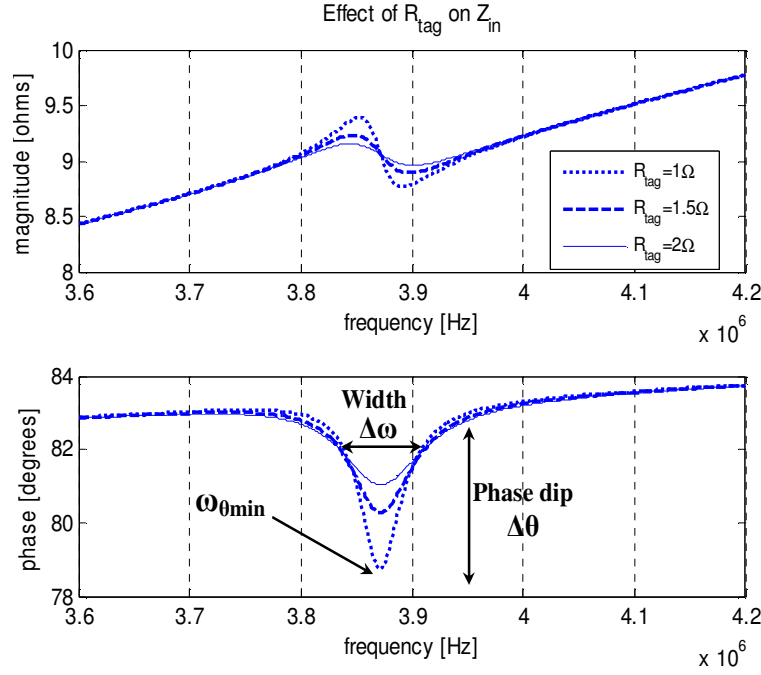 Effect of R_tag on Z_in
magnitude [ohms]
10
9.5
9
8.5
8
3.6 3.7 3.8 3.9 4 4.1 4.2
frequency [Hz]
x 10^6
R_tag=1Ω
R_tag=1.5Ω
R_tag=2Ω
phase [degrees]
84
82
80
78
Width
Δω
ω_θmin
Phase dip
Δθ
3.6 3.7 3.8 3.9 4 4.1 4.2
frequency [Hz]
x 10^6